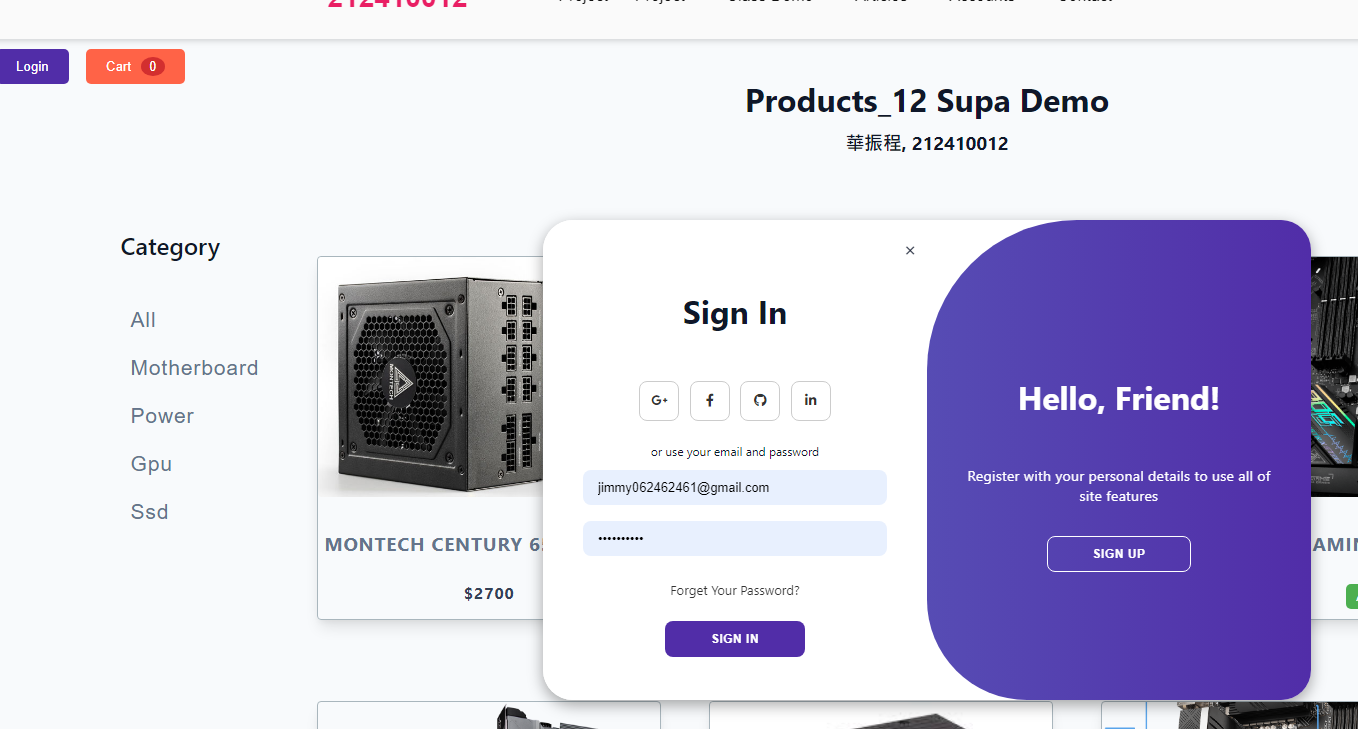 212410012
Project Project Class Demo Articles Accounts Contact
Login Cart 0
Products_12 Supa Demo
華振程, 212410012
Category
All
Motherboard
Power
Gpu
Ssd
MONTECH
MONTECH CENTURY 6
$2700
×
Sign In
G+ f in
or use your email and password
jimmy062462461@gmail.com
••••••••••
Forget Your Password?
SIGN IN
Hello, Friend!
Register with your personal details to use all of
site features
SIGN UP
AMIN